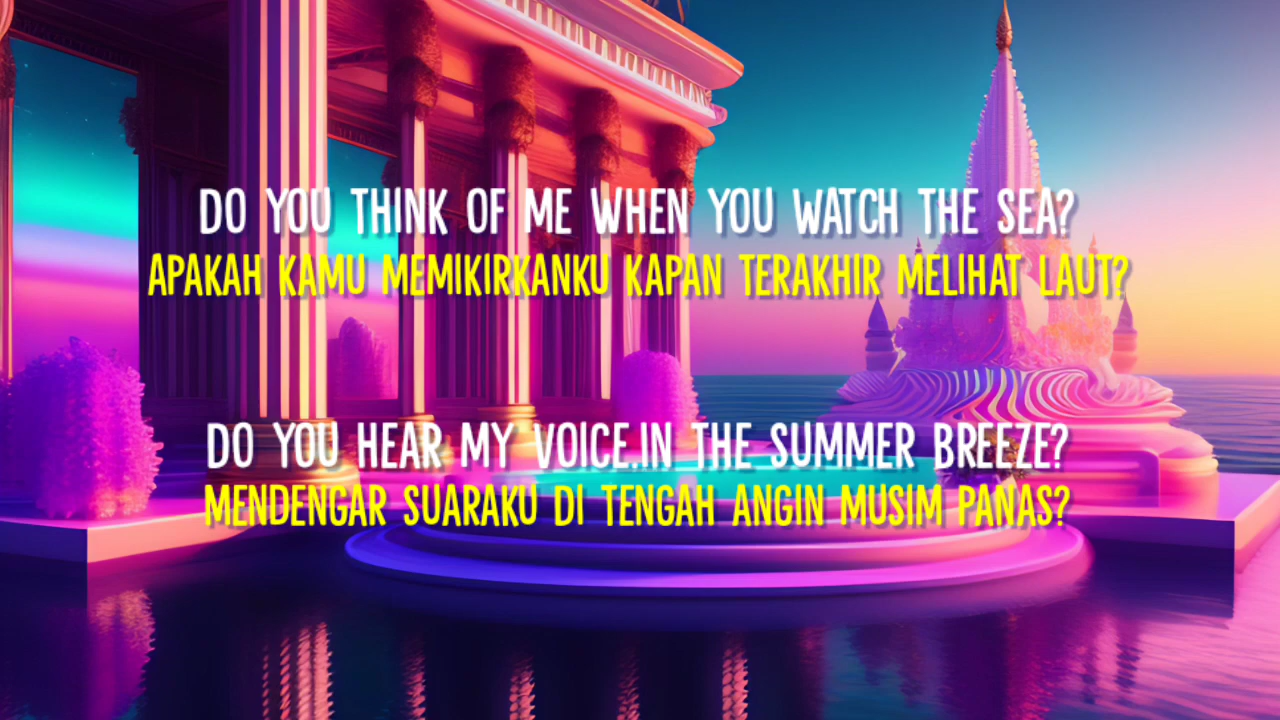 DO YOU THINK OF ME WHEN YOU WATCH THE SEA?
APAKAH KAMU MEMIKIRKANKU KAPAN TERAKHIR MELIHAT LAUT?
DO YOU HEAR MY VOICE.IN THE SUMMER BREEZE?
MENDENGAR SUARAKU DI TENGAH ANGIN MUSIM PANAS?